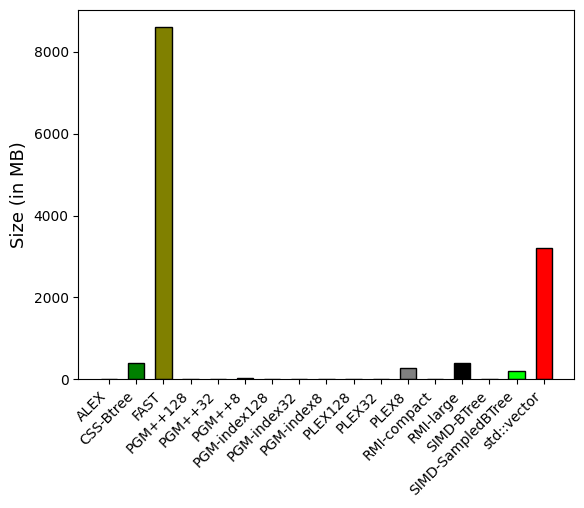 Size (in MB)
8000
6000
4000
2000
0
ALEX
CSS-Btree
FAST
PGM++128
PGM++32
PGM++8
PGM-index128
PGM-index32
PGM-index8
PLEX128
PLEX32
PLEX8
RMI-compact
RMI-large
SIMD-BTree
SIMD-SampledBTree
std::vector